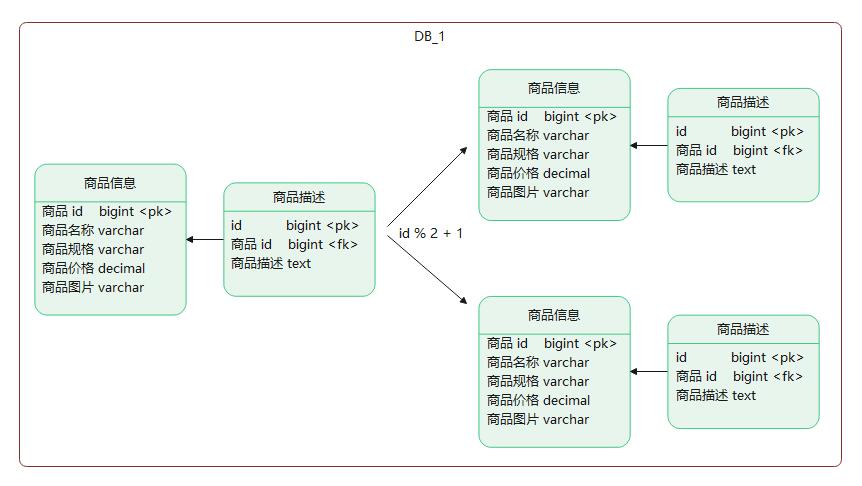 DB_1
商品信息
商品 id bigint <pk>
商品名称 varchar
商品规格 varchar
商品价格 decimal
商品图片 varchar
商品描述
id bigint <pk>
商品 id bigint <fk>
商品描述 text
id % 2 + 1
商品信息
商品 id bigint <pk>
商品名称 varchar
商品规格 varchar
商品价格 decimal
商品图片 varchar
商品描述
id bigint <pk>
商品 id bigint <fk>
商品描述 text
商品信息
商品 id bigint <pk>
商品名称 varchar
商品规格 varchar
商品价格 decimal
商品图片 varchar
商品描述
id bigint <pk>
商品 id bigint <fk>
商品描述 text